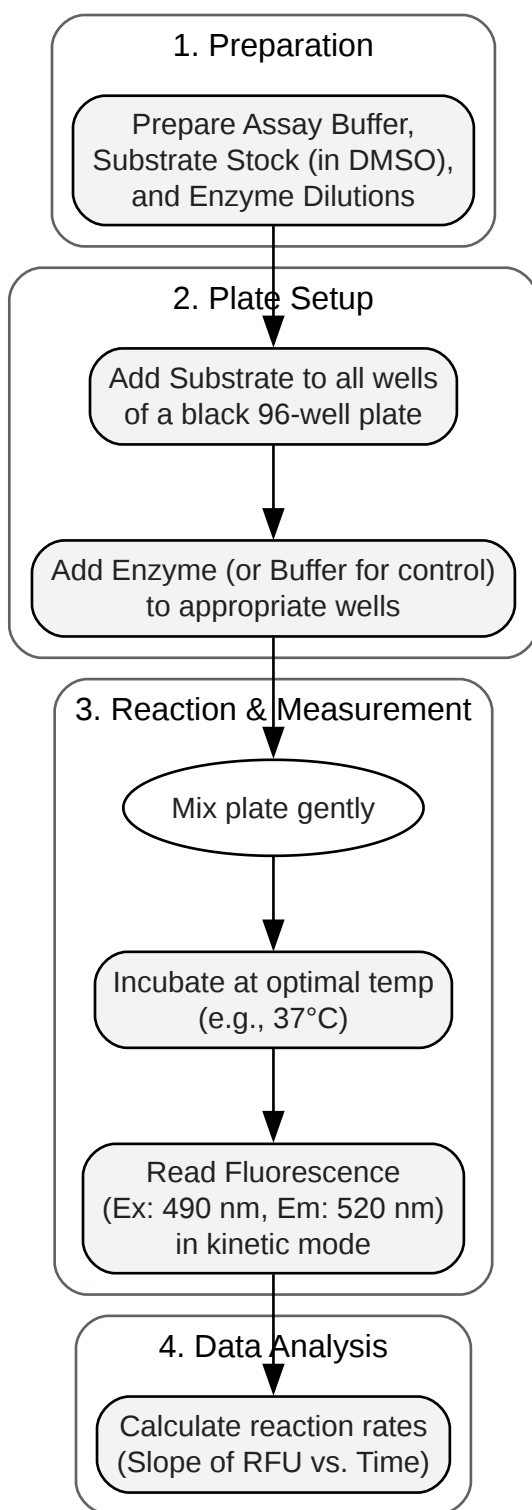 1. Preparation
Prepare Assay Buffer,
Substrate Stock (in DMSO),
and Enzyme Dilutions
2. Plate Setup
Add Substrate to all wells
of a black 96-well plate
Add Enzyme (or Buffer for control)
to appropriate wells
3. Reaction & Measurement
Mix plate gently
Incubate at optimal temp
(e.g., 37°C)
Read Fluorescence
(Ex: 490 nm, Em: 520 nm)
in kinetic mode
4. Data Analysis
Calculate reaction rates
(Slope of RFU vs. Time)